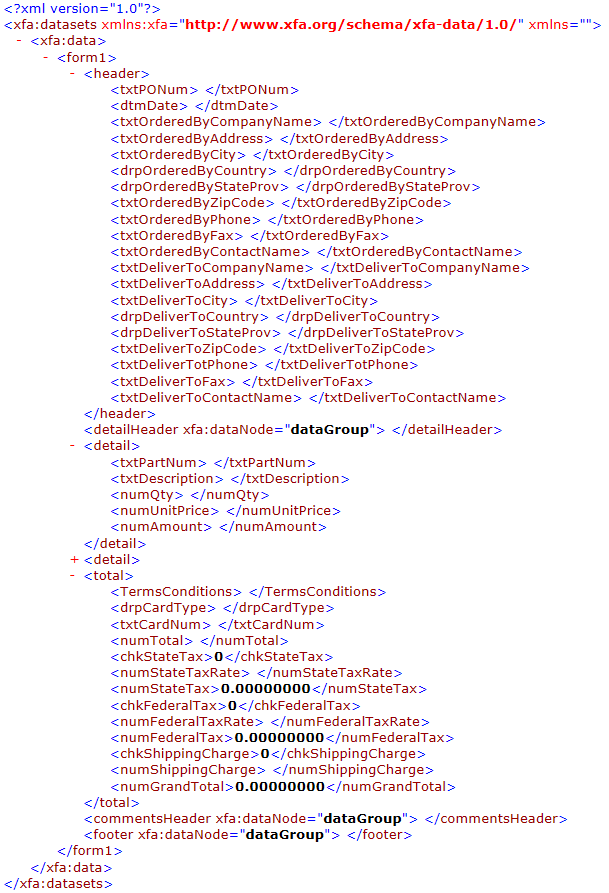 <?xml version="1.0"?>
<xfa:datasets xmlns:xfa="http://www.xfa.org/schema/xfa-data/1.0/" xmlns="">
- <xfa:data>
- <form1>
- <header>
<txtPONum> </txtPONum>
<dtmDate> </dtmDate>
<txtOrderedByCompanyName> </txtOrderedByCompanyName>
<txtOrderedByAddress> </txtOrderedByAddress>
<txtOrderedByCity> </txtOrderedByCity>
<drpOrderedByCountry> </drpOrderedByCountry>
<drpOrderedByStateProv> </drpOrderedByStateProv>
<txtOrderedByZipCode> </txtOrderedByZipCode>
<txtOrderedByPhone> </txtOrderedByPhone>
<txtOrderedByFax> </txtOrderedByFax>
<txtOrderedByContactName> </txtOrderedByContactName>
<txtDeliverToCompanyName> </txtDeliverToCompanyName>
<txtDeliverToAddress> </txtDeliverToAddress>
<txtDeliverToCity> </txtDeliverToCity>
<drpDeliverToCountry> </drpDeliverToCountry>
<drpDeliverToStateProv> </drpDeliverToStateProv>
<txtDeliverToZipCode> </txtDeliverToZipCode>
<txtDeliverTotPhone> </txtDeliverTotPhone>
<txtDeliverToFax> </txtDeliverToFax>
<txtDeliverToContactName> </txtDeliverToContactName>
</header>
<detailHeader xfa:dataNode="dataGroup"> </detailHeader>
- <detail>
<txtPartNum> </txtPartNum>
<txtDescription> </txtDescription>
<numQty> </numQty>
<numUnitPrice> </numUnitPrice>
<numAmount> </numAmount>
</detail>
+ <detail>
- <total>
<TermsConditions> </TermsConditions>
<drpCardType> </drpCardType>
<txtCardNum> </txtCardNum>
<numTotal> </numTotal>
<chkStateTax>0</chkStateTax>
<numStateTaxRate> </numStateTaxRate>
<numStateTax>0.00000000</numStateTax>
<chkFederalTax>0</chkFederalTax>
<numFederalTaxRate> </numFederalTaxRate>
<numFederalTax>0.00000000</numFederalTax>
<chkShippingCharge>0</chkShippingCharge>
<numShippingCharge> </numShippingCharge>
<numGrandTotal>0.00000000</numGrandTotal>
</total>
<commentsHeader xfa:dataNode="dataGroup"> </commentsHeader>
<footer xfa:dataNode="dataGroup"> </footer>
</form1>
</xfa:data>
</xfa:datasets>